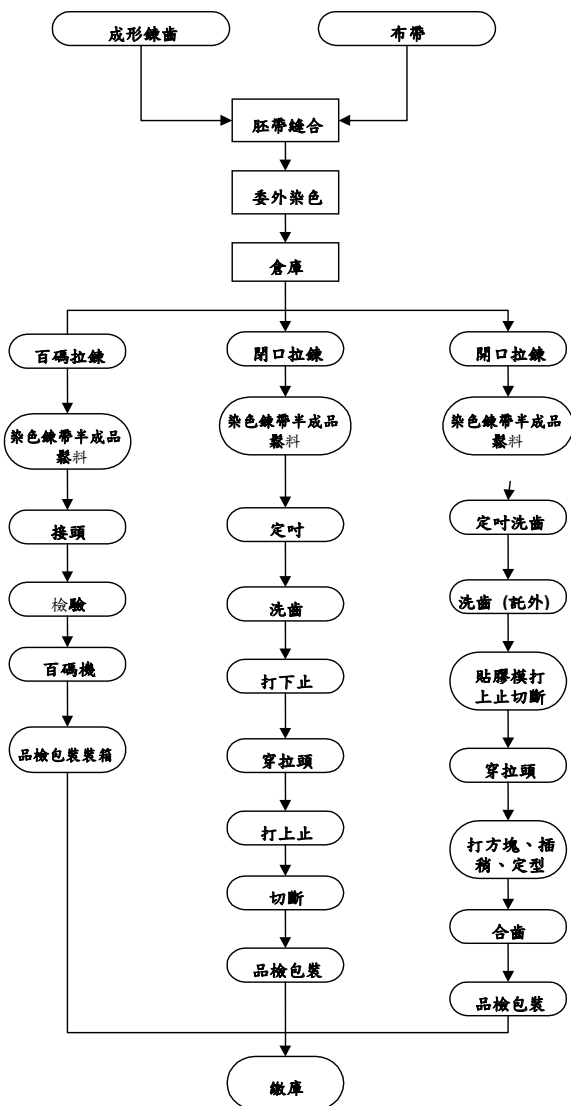 成形鍊齒
布帶
胚帶縫合
委外染色
倉庫
百碼拉鍊
染色鍊帶半成品
鬆料
接頭
檢驗
百碼機
品檢包裝裝箱
閉口拉鍊
染色鍊帶半成品
鬆料
定吋
洗齒
打下止
穿拉頭
打上止
切斷
品檢包裝
開口拉鍊
染色鍊帶半成品
鬆料
定吋洗齒
洗齒 (託外)
貼膠模打
上止切斷
穿拉頭
打方塊、插
稍、定型
合齒
品檢包裝
繳庫